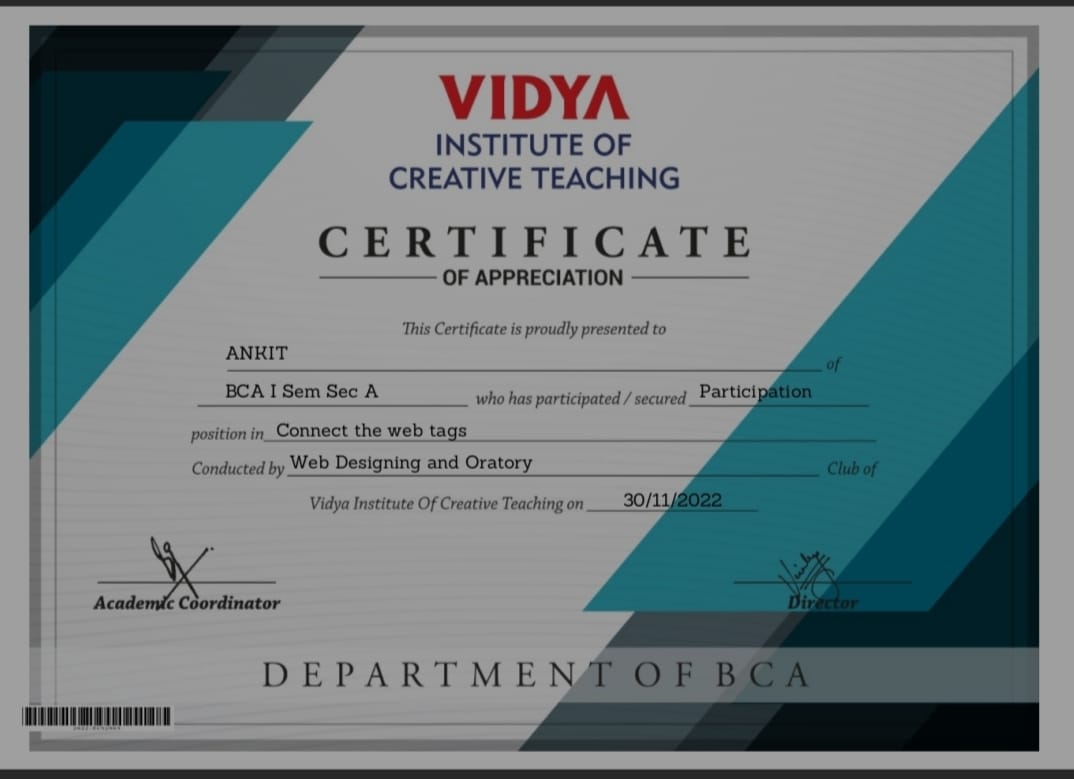 VIDYA
INSTITUTE OF
CREATIVE TEACHING
CERTIFICATE
OF APPRECIATION
This Certificate is proudly presented to
ANKIT of
BCA I Sem Sec A who has participated / secured Participation
position in Connect the web tags
Conducted by Web Designing and Oratory Club of
Vidya Institute Of Creative Teaching on 30/11/2022
Academic Coordinator Director
DEPARTMENT OF BCA